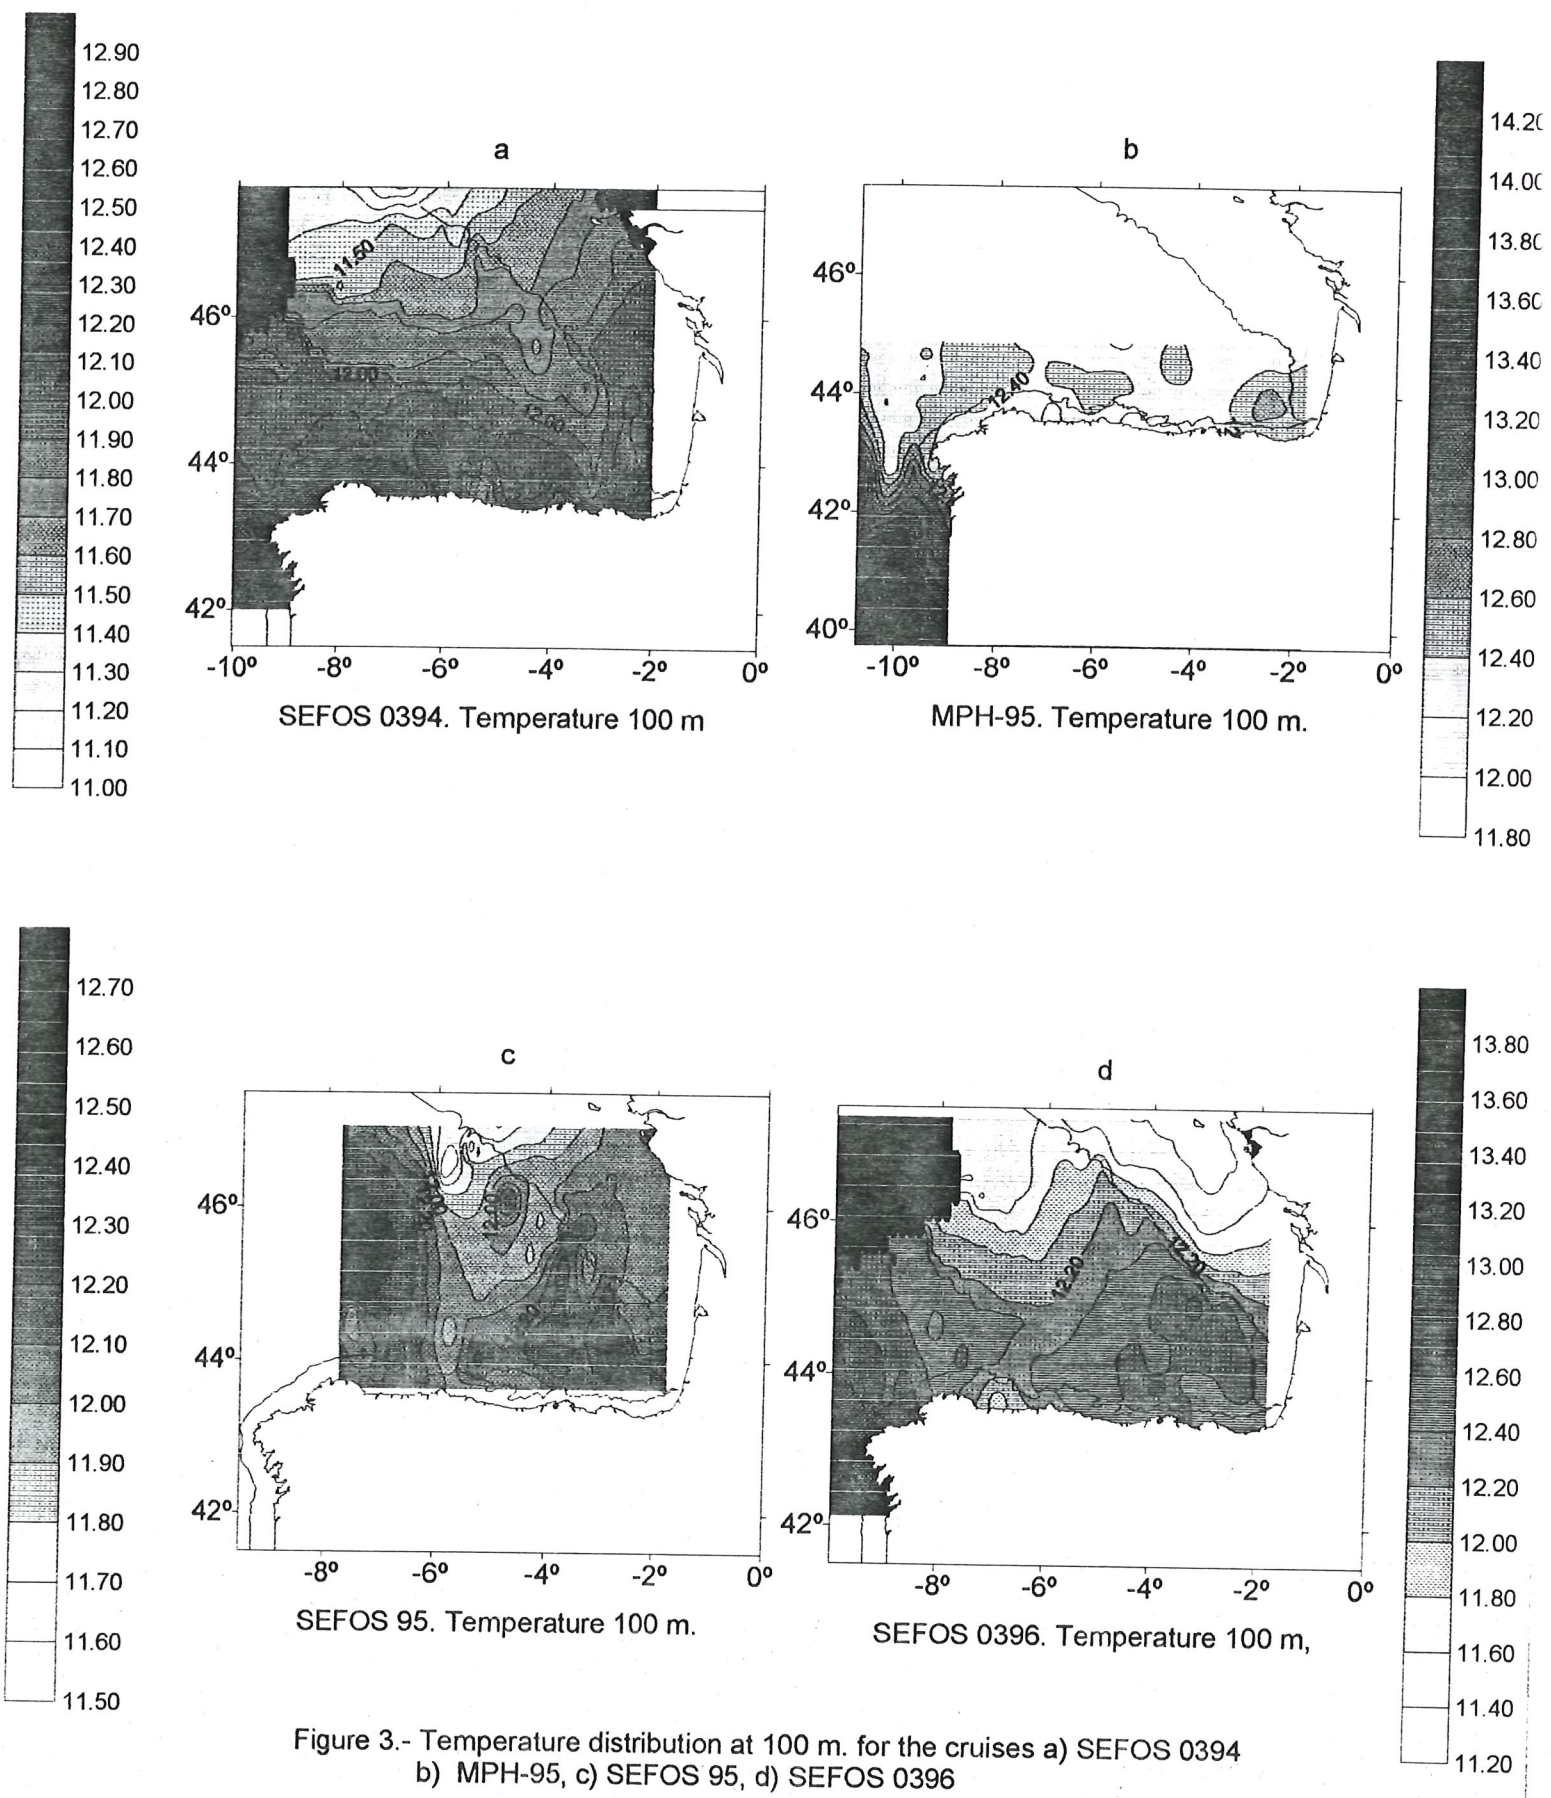 a
12.90
12.80
12.70
12.60
12.50
12.40
12.30
12.20
12.10
12.00
11.90
11.80
11.70
11.60
11.50
11.40
11.30
11.20
11.10
11.00
11.50
12.00
12.00
46º
44º
42º
-10º -8º -6º -4º -2º 0º
SEFOS 0394. Temperature 100 m
b
46º
44º
42º
40º
12.40
-10º -8º -6º -4º -2º 0º
MPH-95. Temperature 100 m.
14.20
14.00
13.80
13.60
13.40
13.20
13.00
12.80
12.60
12.40
12.20
12.00
11.80
c
12.70
12.60
12.50
12.40
12.30
12.20
12.10
12.00
11.90
11.80
11.70
11.60
11.50
12.00
46º
44º
42º
-8º -6º -4º -2º 0º
SEFOS 95. Temperature 100 m.
d
46º
44º
42º
12.20
12.20
-8º -6º -4º -2º 0º
SEFOS 0396. Temperature 100 m,
13.80
13.60
13.40
13.20
13.00
12.80
12.60
12.40
12.20
12.00
11.80
11.60
11.40
11.20
Figure 3.- Temperature distribution at 100 m. for the cruises a) SEFOS 0394
b) MPH-95, c) SEFOS 95, d) SEFOS 0396